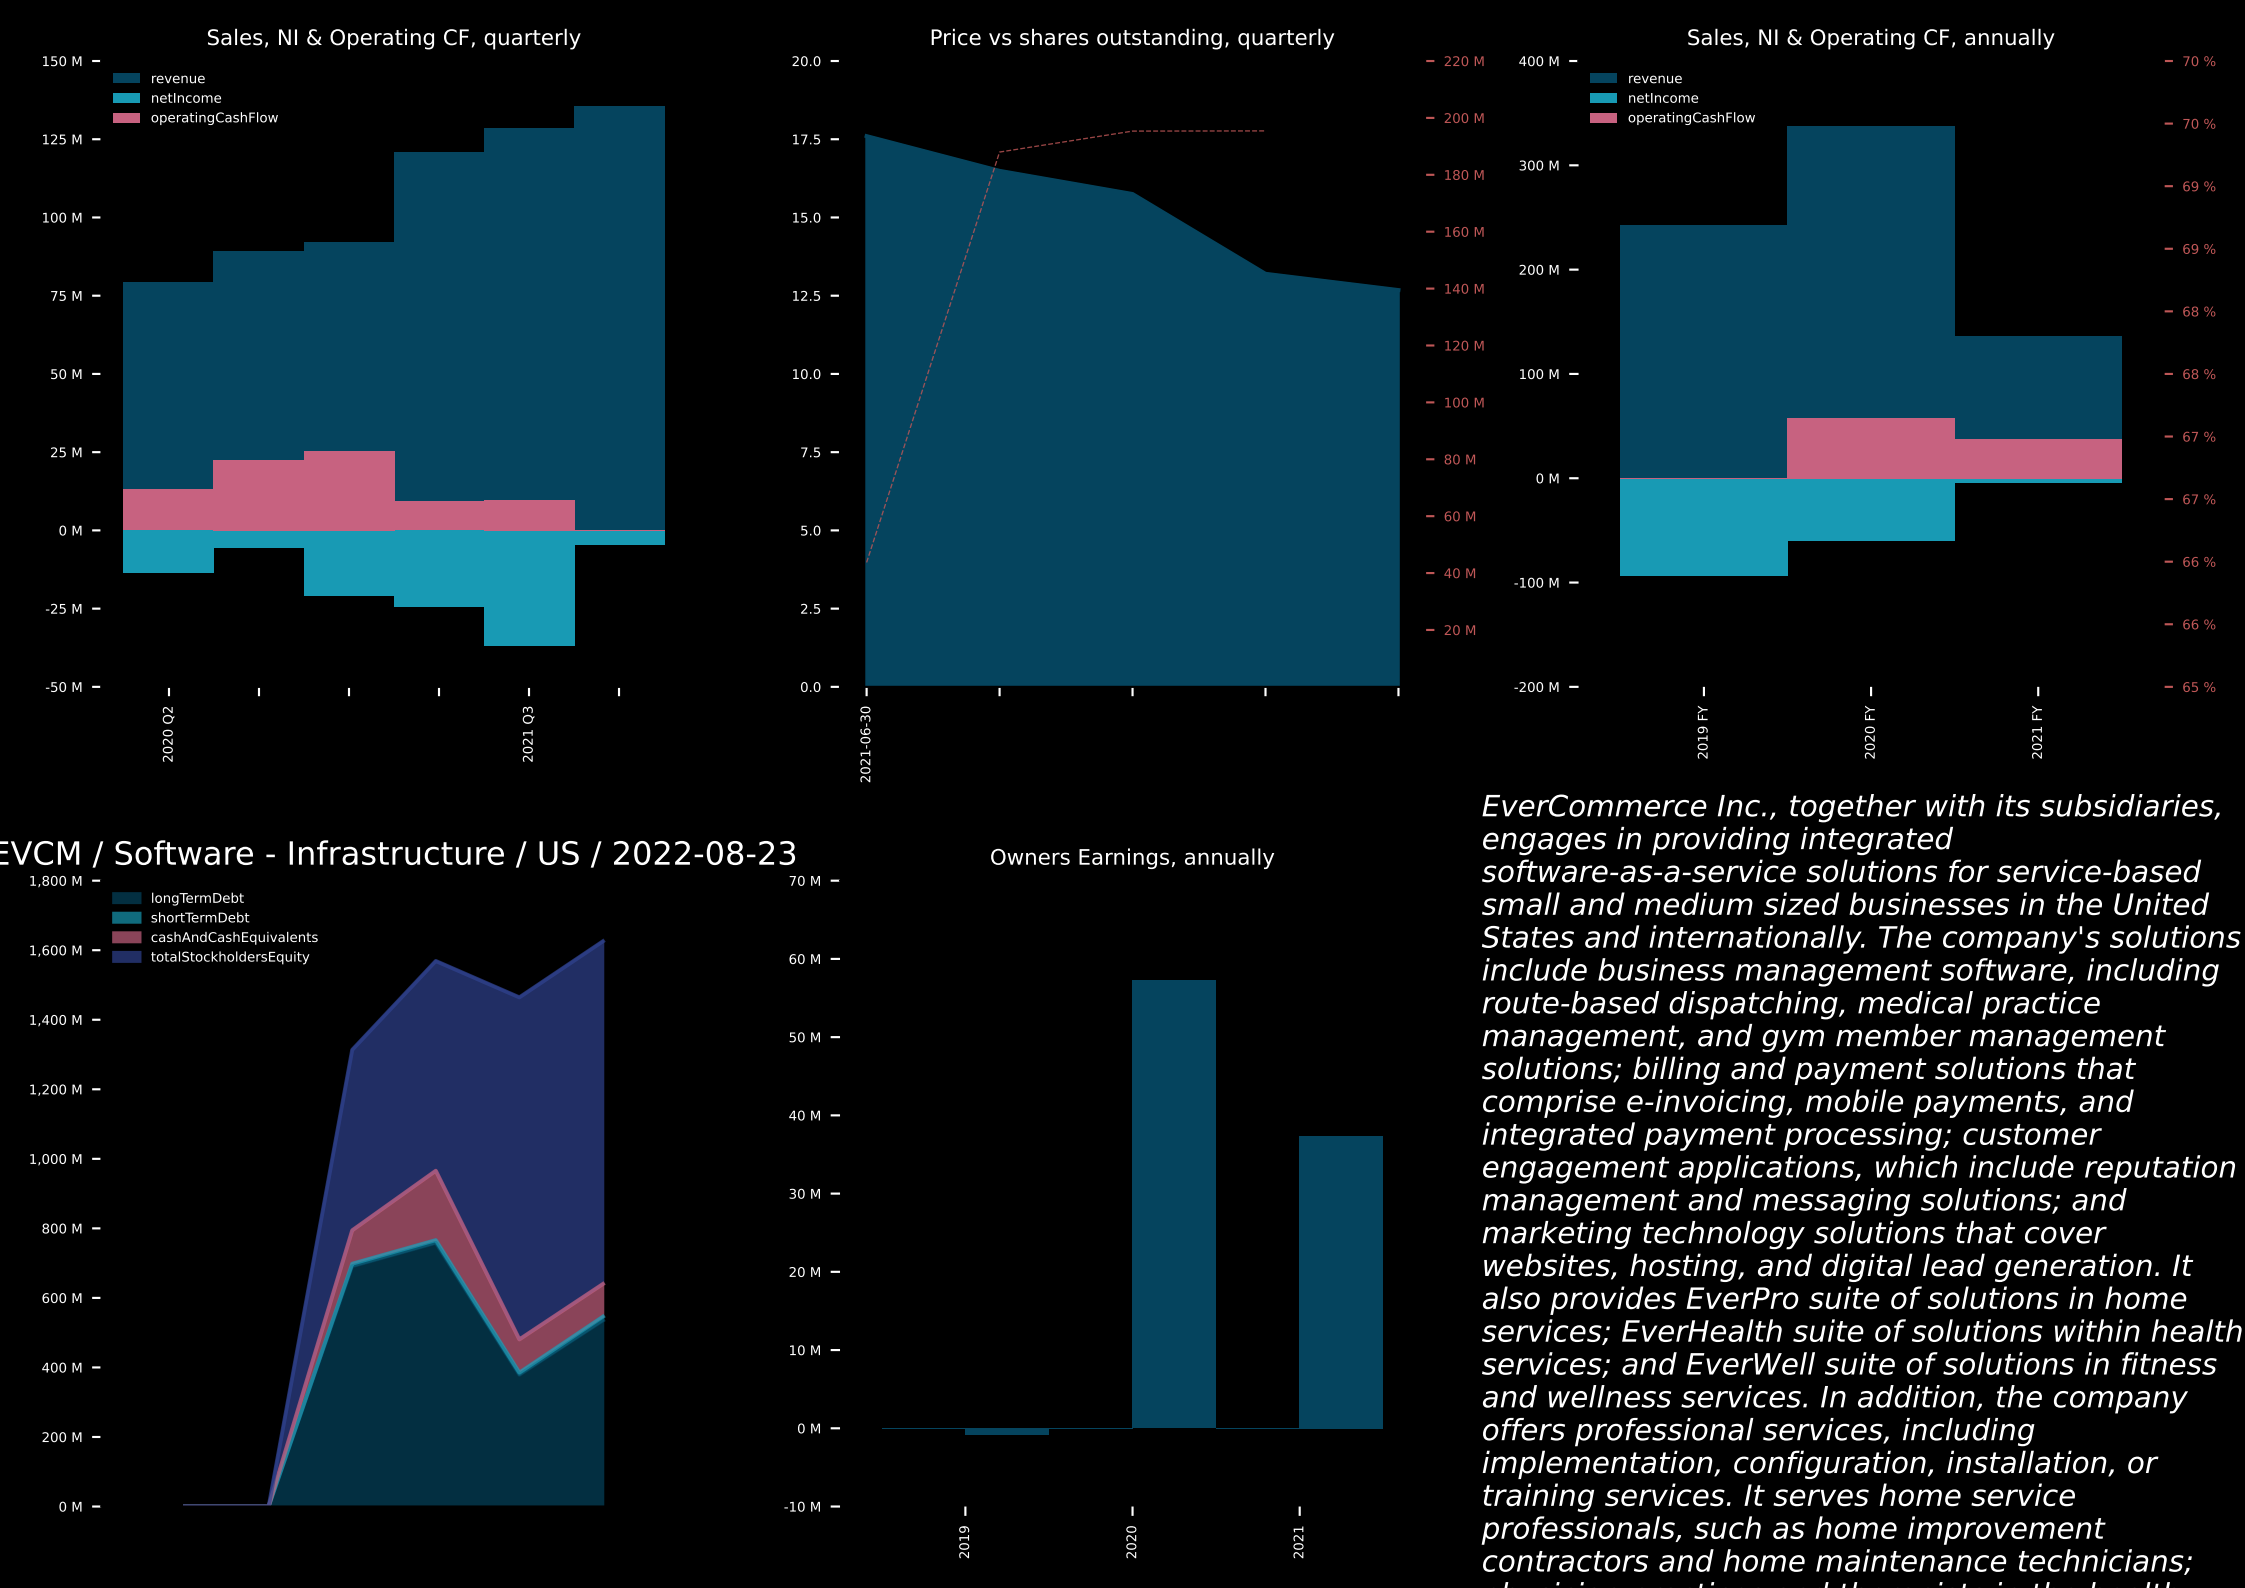 Sales, NI & Operating CF, quarterly
150 M
125 M
100 M
75 M
50 M
25 M
0 M
-25 M
-50 M
revenue
netIncome
operatingCashFlow
2020 Q2
2021 Q3
Price vs shares outstanding, quarterly
20.0
17.5
15.0
12.5
10.0
7.5
5.0
2.5
0.0
220 M
200 M
180 M
160 M
140 M
120 M
100 M
80 M
60 M
40 M
20 M
2021-06-30
Sales, NI & Operating CF, annually
400 M
300 M
200 M
100 M
0 M
-100 M
-200 M
revenue
netIncome
operatingCashFlow
70 %
70 %
69 %
69 %
68 %
68 %
67 %
67 %
66 %
66 %
65 %
2019 FY
2020 FY
2021 FY
EVCM / Software - Infrastructure / US / 2022-08-23
1,800 M
1,600 M
1,400 M
1,200 M
1,000 M
800 M
600 M
400 M
200 M
0 M
longTermDebt
shortTermDebt
cashAndCashEquivalents
totalStockholdersEquity
Owners Earnings, annually
70 M
60 M
50 M
40 M
30 M
20 M
10 M
0 M
-10 M
2019
2020
2021
EverCommerce Inc., together with its subsidiaries,
engages in providing integrated
software-as-a-service solutions for service-based
small and medium sized businesses in the United
States and internationally. The company's solutions
include business management software, including
route-based dispatching, medical practice
management, and gym member management
solutions; billing and payment solutions that
comprise e-invoicing, mobile payments, and
integrated payment processing; customer
engagement applications, which include reputation
management and messaging solutions; and
marketing technology solutions that cover
websites, hosting, and digital lead generation. It
also provides EverPro suite of solutions in home
services; EverHealth suite of solutions within health
services; and EverWell suite of solutions in fitness
and wellness services. In addition, the company
offers professional services, including
implementation, configuration, installation, or
training services. It serves home service
professionals, such as home improvement
contractors and home maintenance technicians;